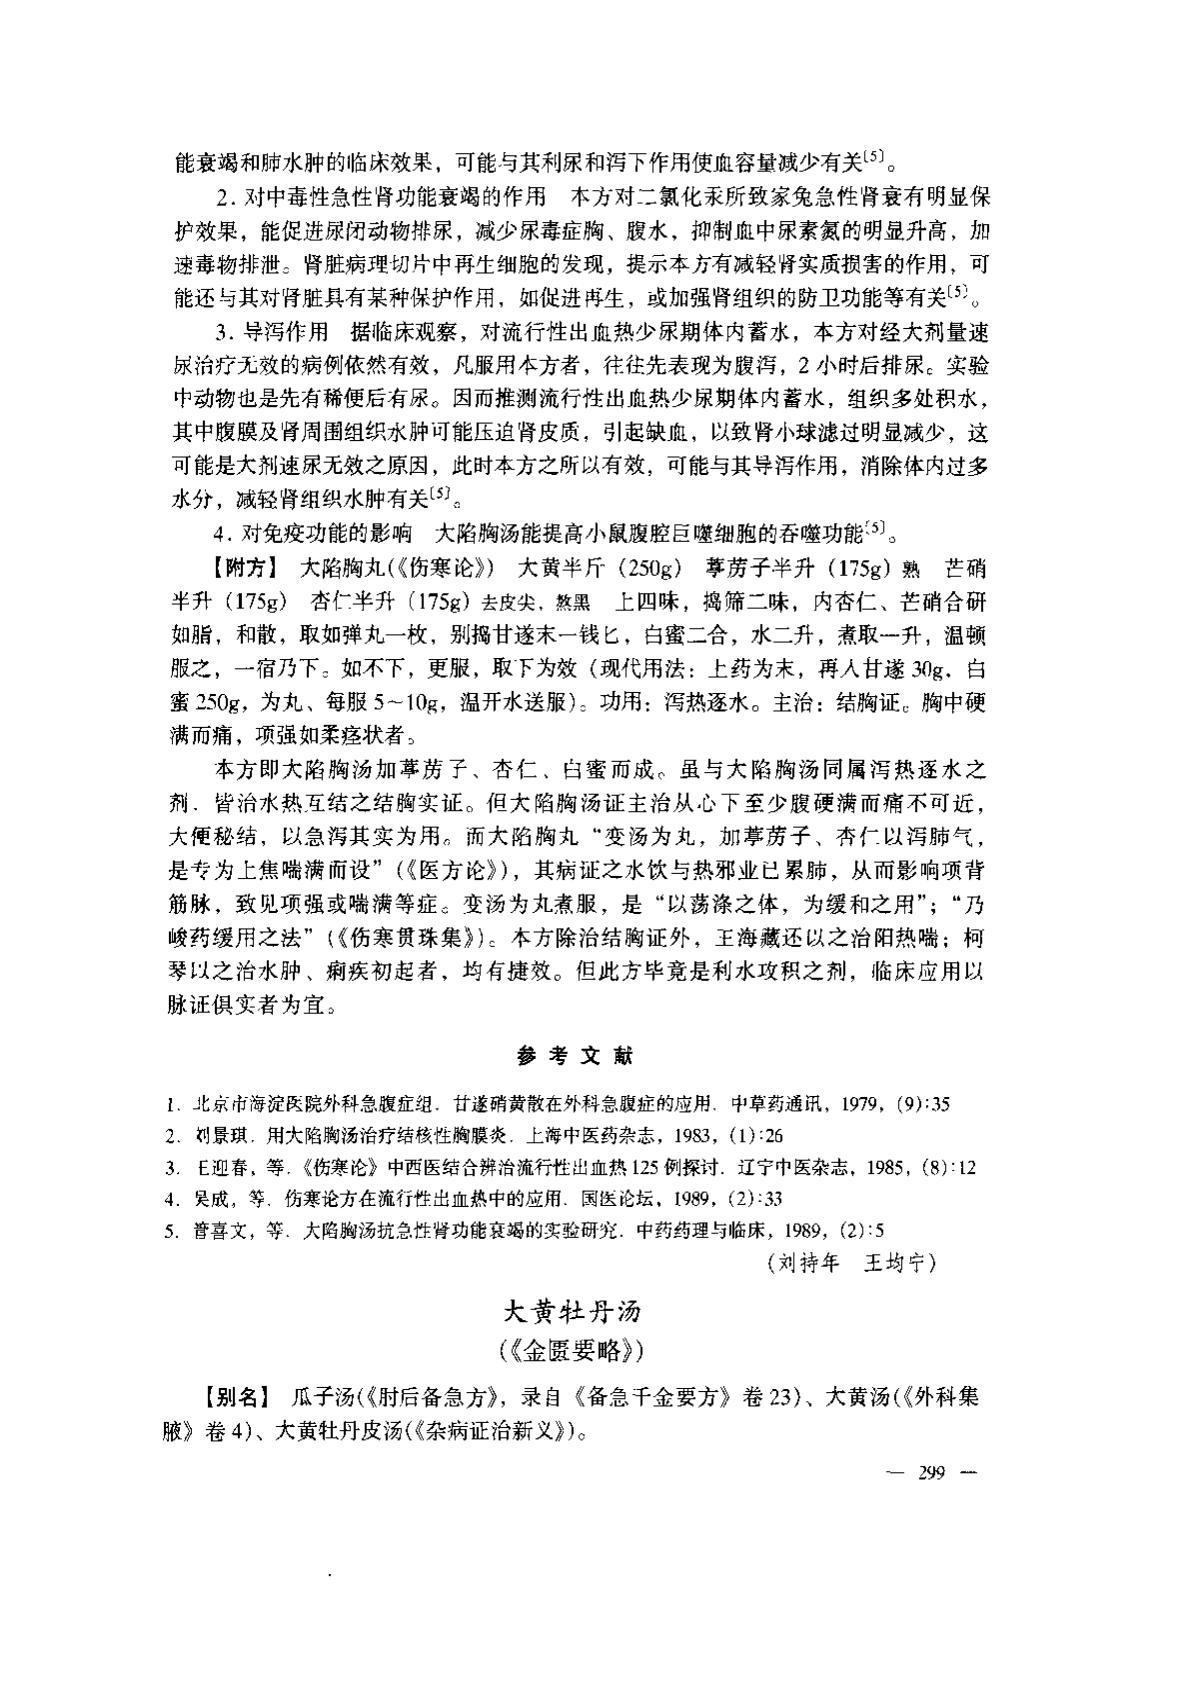 能衰竭和肺水肿的临床效果，可能与其利尿和泻下作用使血容量减少有关〔5〕。
2. 对中毒性急性肾功能衰竭的作用　本方对二氯化汞所致家兔急性肾衰有明显保
护效果，能促进尿闭动物排尿，减少尿毒症胸、腹水，抑制血中尿素氮的明显升高，加
速毒物排泄。肾脏病理切片中再生细胞的发现，提示本方有减轻肾实质损害的作用，可
能还与其对肾脏具有某种保护作用，如促进再生，或加强肾组织的防卫功能等有关〔5〕。
3. 导泻作用　据临床观察，对流行性出血热少尿期体内蓄水，本方对经大剂量速
尿治疗无效的病例依然有效，凡服用本方者，往往先表现为腹泻，2 小时后排尿。实验
中动物也是先有稀便后有尿。因而推测流行性出血热少尿期体内蓄水，组织多处积水，
其中腹膜及肾周围组织水肿可能压迫肾皮质，引起缺血，以致肾小球滤过明显减少，这
可能是大剂速尿无效之原因，此时本方之所以有效，可能与其导泻作用，消除体内过多
水分，减轻肾组织水肿有关〔5〕。
4. 对免疫功能的影响　大陷胸汤能提高小鼠腹腔巨噬细胞的吞噬功能〔5〕。
【附方】　大陷胸丸(《伤寒论》)　大黄半斤（250g）　葶苈子半升（175g）熟　芒硝
半升（175g）　杏仁半升（175g）去皮尖，熬黑　上四味，捣筛二味，内杏仁、芒硝合研
如脂，和散，取如弹丸一枚，别捣甘遂末一钱匕，白蜜二合，水二升，煮取一升，温顿
服之，一宿乃下。如不下，更服，取下为效（现代用法：上药为末，再人甘遂 30g，白
蜜 250g，为丸、每服 5～10g，温开水送服）。功用：泻热逐水。主治：结胸证。胸中硬
满而痛，项强如柔痉状者。
本方即大陷胸汤加葶苈子、杏仁、白蜜而成。虽与大陷胸汤同属泻热逐水之
剂．皆治水热互结之结胸实证。但大陷胸汤证主治从心下至少腹硬满而痛不可近，
大便秘结，以急泻其实为用。而大陷胸丸“变汤为丸，加葶苈子、杏仁以泻肺气，
是专为上焦喘满而设”(《医方论》)，其病证之水饮与热邪业已累肺，从而影响项背
筋脉，致见项强或喘满等症。变汤为丸煮服，是“以荡涤之体，为缓和之用”；“乃
峻药缓用之法”(《伤寒贯珠集》)。本方除治结胸证外，王海藏还以之治阳热喘；柯
琴以之治水肿、痢疾初起者，均有捷效。但此方毕竟是利水攻积之剂，临床应用以
脉证俱实者为宜。
参 考 文 献
1. 北京市海淀医院外科急腹症组．甘遂硝黄散在外科急腹症的应用．中草药通讯，1979，(9):35
2. 刘景琪．用大陷胸汤治疗结核性胸膜炎．上海中医药杂志，1983，(1):26
3. 王迎春，等．《伤寒论》中西医结合辨治流行性出血热 125 例探讨．辽宁中医杂志，1985，(8):12
4. 吴成，等．伤寒论方在流行性出血热中的应用．国医论坛，1989，(2):33
5. 管喜文，等．大陷胸汤抗急性肾功能衰竭的实验研究．中药药理与临床，1989，(2):5
（刘持年　王均宁）
大黄牡丹汤
(《金匮要略》)
【别名】　瓜子汤(《肘后备急方》，录自《备急千金要方》卷 23)、大黄汤(《外科集
腋》卷 4)、大黄牡丹皮汤(《杂病证治新义》)。
— 299 —